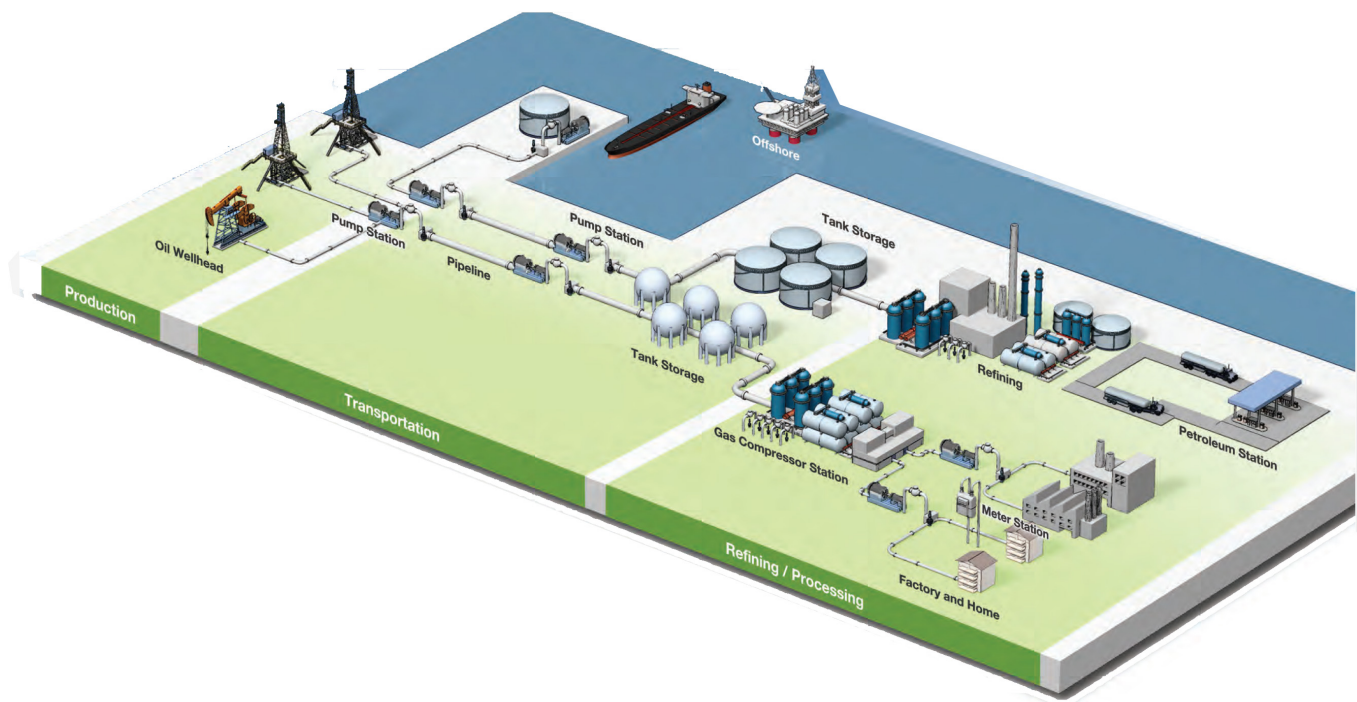 Offshore
Tank Storage
Pump Station
Pump Station
Oil Wellhead
Pipeline
Production
Tank Storage
Refining
Transportation
Petroleum Station
Gas Compressor Station
Meter Station
Refining / Processing
Factory and Home